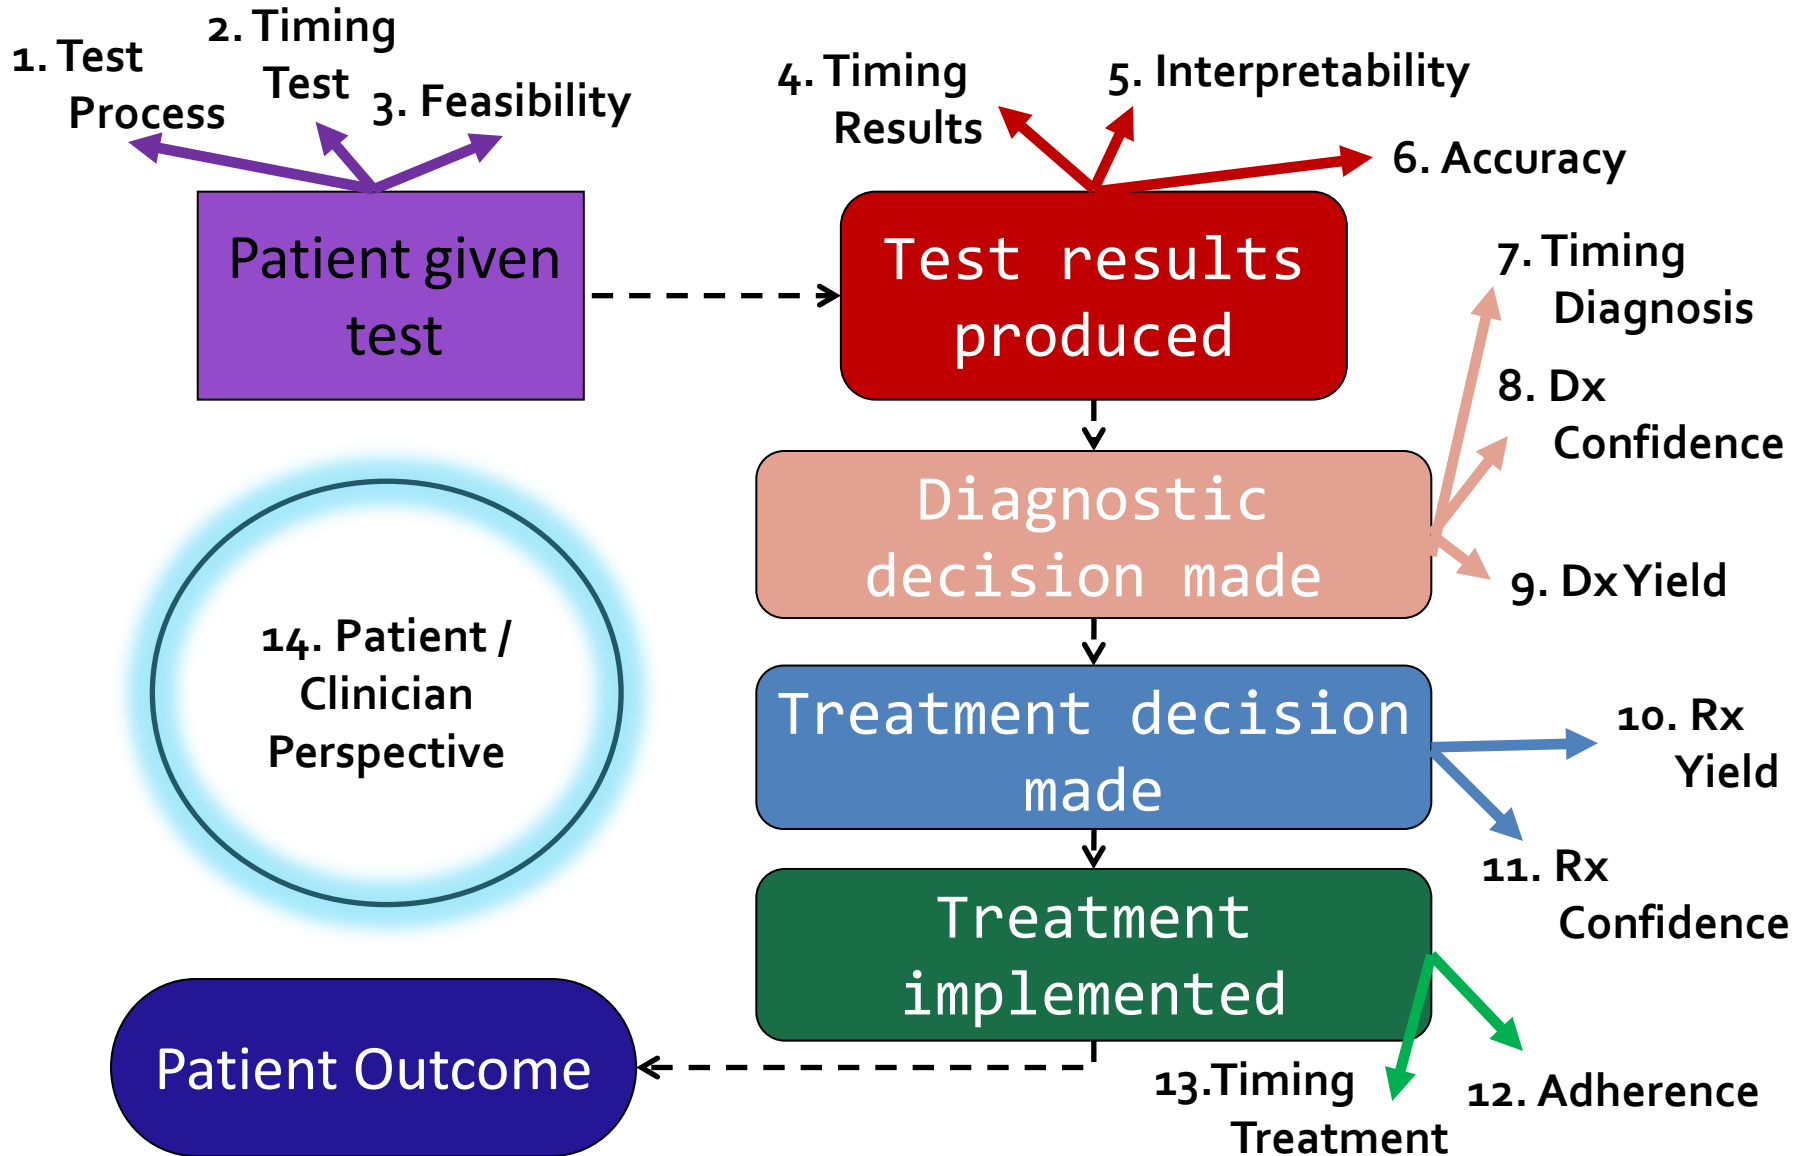 1. Test
Process
2. Timing
Test
3. Feasibility
4. Timing
Results
5. Interpretability
6. Accuracy
Patient given
test
Test results
produced
7. Timing
Diagnosis
8. Dx
Confidence
9. Dx Yield
Diagnostic
decision made
14. Patient /
Clinician
Perspective
Treatment decision
made
10. Rx
Yield
11. Rx
Confidence
Treatment
implemented
12. Adherence
13.Timing
Treatment
Patient Outcome